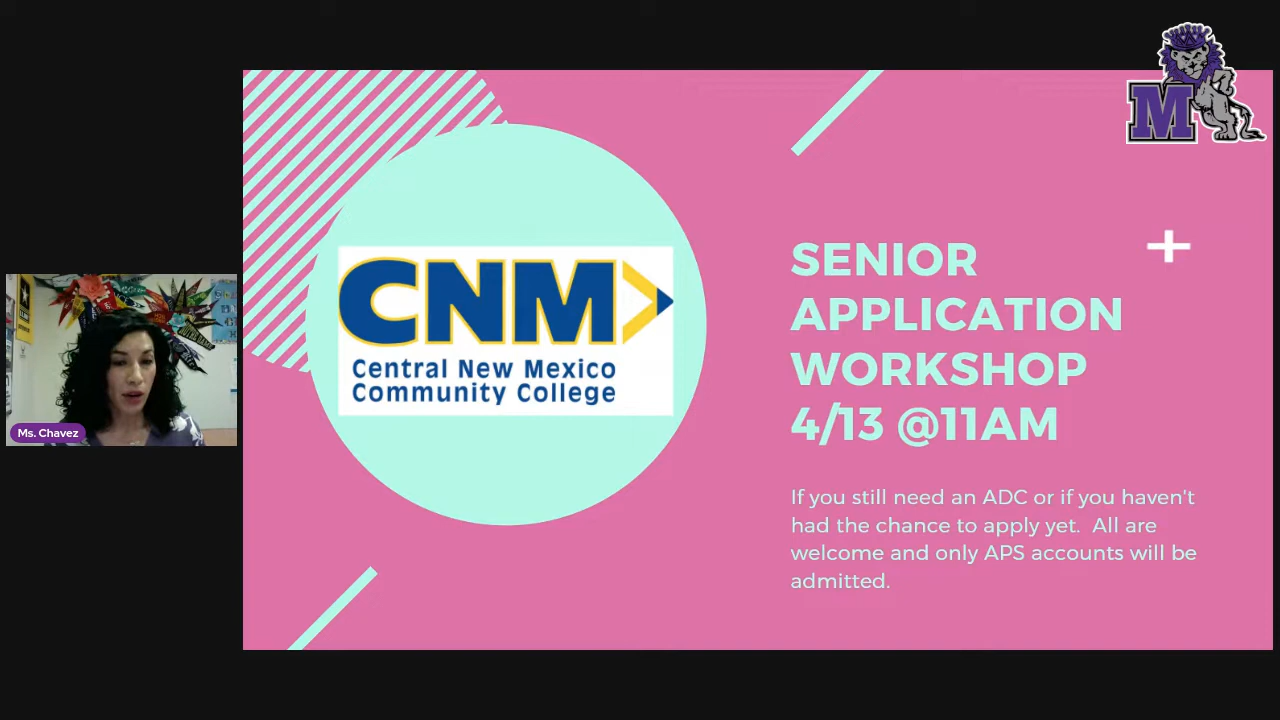 M
CNM
Central New Mexico
Community College
SENIOR
APPLICATION
WORKSHOP
4/13 @11AM
If you still need an ADC or if you haven't
had the chance to apply yet.  All are
welcome and only APS accounts will be
admitted.
Ms. Chavez